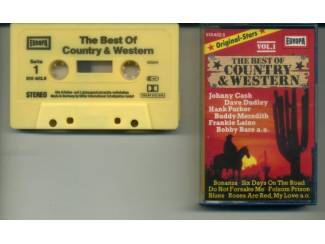 EUROPA
The Best Of
Country & Western
Seite
1
STEREO
Original-Stars
EUROPA
VOL.1
THE BEST OF
COUNTRY
& WESTERN
Johnny Cash
Dave Dudley
Hank Parker
Buddy Meredith
Frankie Laine
Bobby Bare a.o.
Bonanza · Six Days On The Road
Do Not Forsake Me · Folsom Prison
Blues · Roses Are Red, My Love a.o.